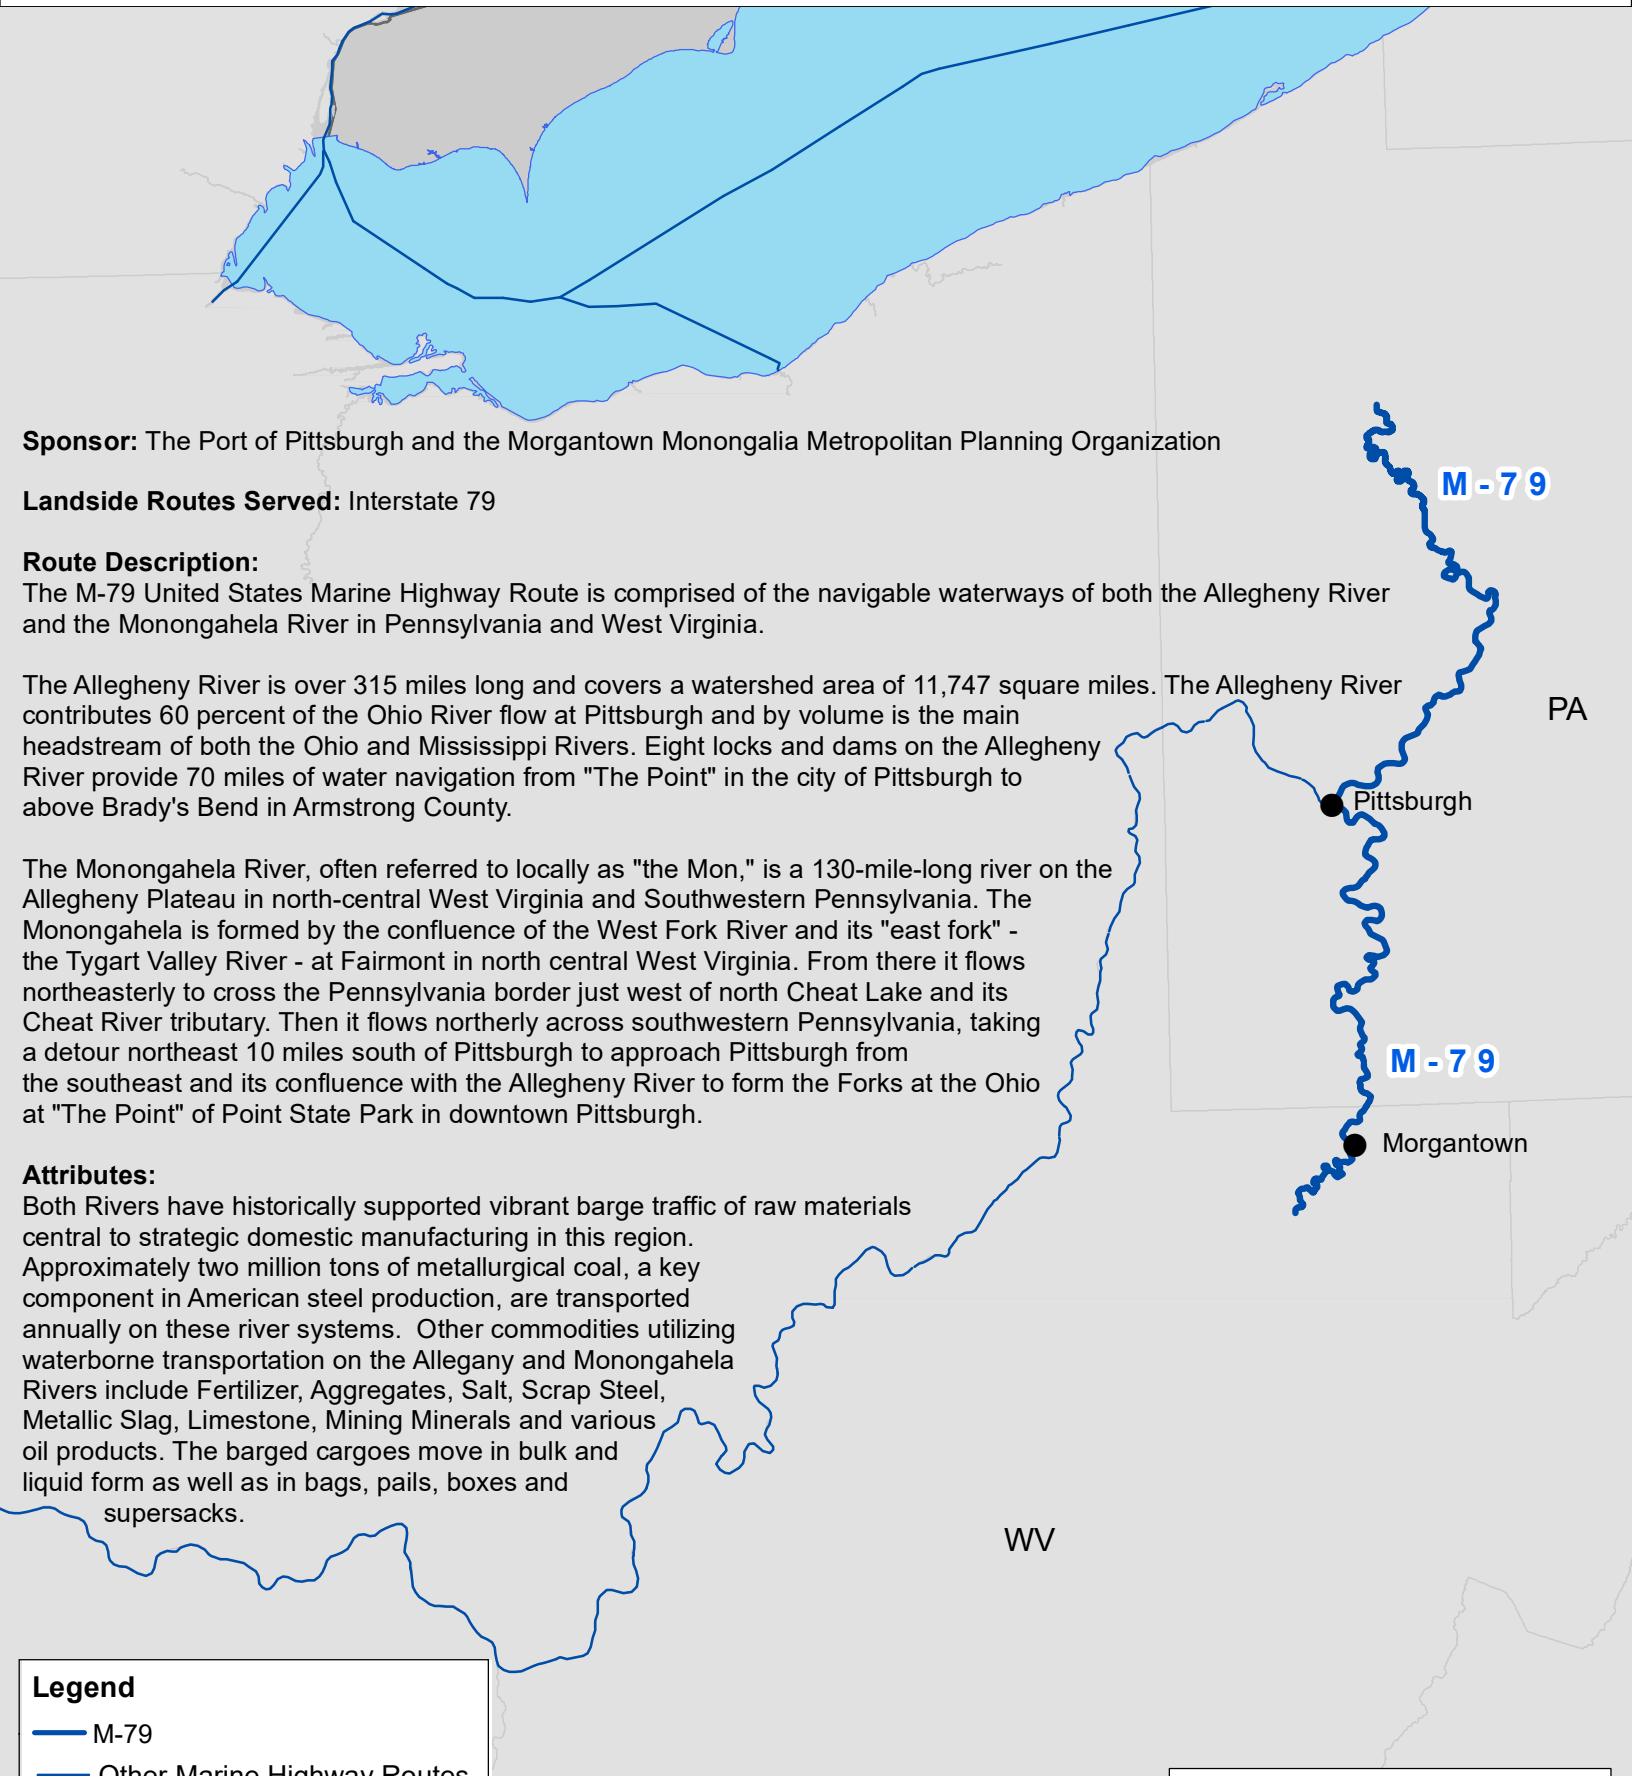 Sponsor: The Port of Pittsburgh and the Morgantown Monongalia Metropolitan Planning Organization
M-79
Landside Routes Served: Interstate 79
Route Description:
The M-79 United States Marine Highway Route is comprised of the navigable waterways of both the Allegheny River
and the Monongahela River in Pennsylvania and West Virginia.
The Allegheny River is over 315 miles long and covers a watershed area of 11,747 square miles. The Allegheny River
contributes 60 percent of the Ohio River flow at Pittsburgh and by volume is the main
headstream of both the Ohio and Mississippi Rivers. Eight locks and dams on the Allegheny
River provide 70 miles of water navigation from "The Point" in the city of Pittsburgh to
above Brady's Bend in Armstrong County.
PA
Pittsburgh
The Monongahela River, often referred to locally as "the Mon," is a 130-mile-long river on the
Allegheny Plateau in north-central West Virginia and Southwestern Pennsylvania. The
Monongahela is formed by the confluence of the West Fork River and its "east fork" -
the Tygart Valley River - at Fairmont in north central West Virginia. From there it flows
northeasterly to cross the Pennsylvania border just west of north Cheat Lake and its
Cheat River tributary. Then it flows northerly across southwestern Pennsylvania, taking
a detour northeast 10 miles south of Pittsburgh to approach Pittsburgh from
the southeast and its confluence with the Allegheny River to form the Forks at the Ohio
at "The Point" of Point State Park in downtown Pittsburgh.
M-79
Morgantown
Attributes:
Both Rivers have historically supported vibrant barge traffic of raw materials
central to strategic domestic manufacturing in this region.
Approximately two million tons of metallurgical coal, a key
component in American steel production, are transported
annually on these river systems.  Other commodities utilizing
waterborne transportation on the Allegany and Monongahela
Rivers include Fertilizer, Aggregates, Salt, Scrap Steel,
Metallic Slag, Limestone, Mining Minerals and various
oil products. The barged cargoes move in bulk and
liquid form as well as in bags, pails, boxes and
supersacks.
WV
Legend
M-79
Other Marine Highway Routes